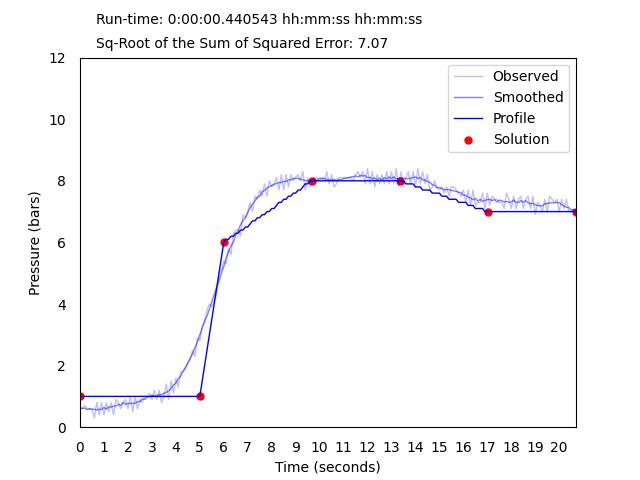 Run-time: 0:00:00.440543 hh:mm:ss hh:mm:ss
Sq-Root of the Sum of Squared Error: 7.07
Observed
Smoothed
Profile
Solution
Pressure (bars)
12
10
8
6
4
2
0
0 1 2 3 4 5 6 7 8 9 10 11 12 13 14 15 16 17 18 19 20
Time (seconds)